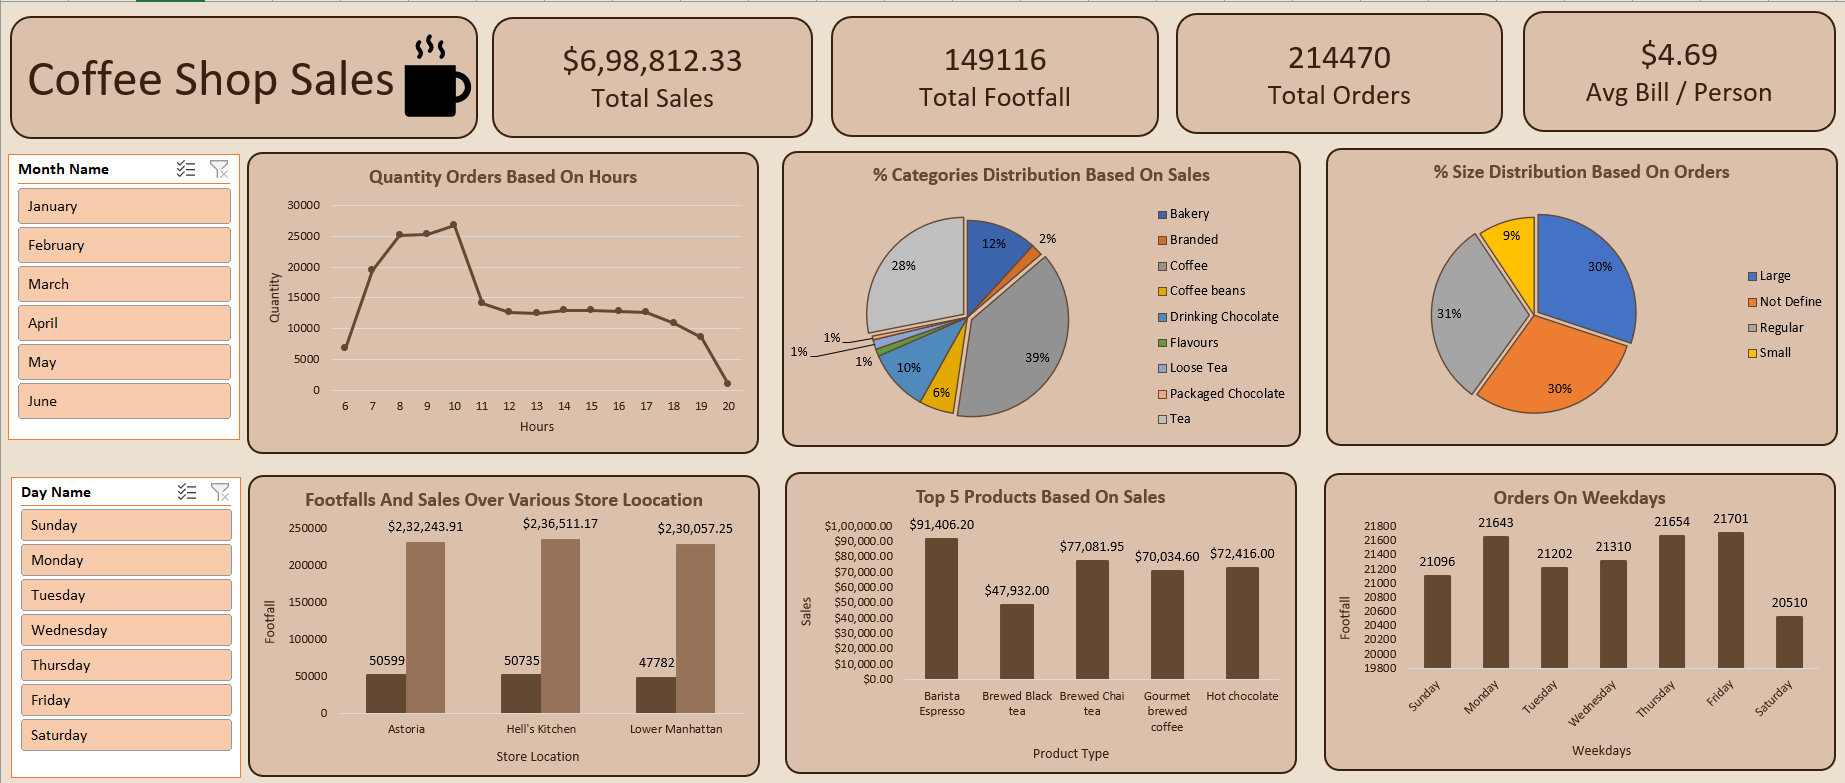 Coffee Shop Sales
$6,98,812.33
Total Sales
149116
Total Footfall
214470
Total Orders
$4.69
Avg Bill / Person
Month Name
January
February
March
April
May
June
Quantity Orders Based On Hours
Quantity
30000
25000
20000
15000
10000
5000
0
6 7 8 9 10 11 12 13 14 15 16 17 18 19 20
Hours
% Categories Distribution Based On Sales
12%
2%
39%
6%
10%
1%
1%
1%
28%
Bakery
Branded
Coffee
Coffee beans
Drinking Chocolate
Flavours
Loose Tea
Packaged Chocolate
Tea
% Size Distribution Based On Orders
30%
30%
31%
9%
Large
Not Define
Regular
Small
Day Name
Sunday
Monday
Tuesday
Wednesday
Thursday
Friday
Saturday
Footfalls And Sales Over Various Store Loocation
Footfall
250000
200000
150000
100000
50000
0
$2,32,243.91
$2,36,511.17
$2,30,057.25
50599
50735
47782
Astoria
Hell's Kitchen
Lower Manhattan
Store Location
Top 5 Products Based On Sales
Sales
$1,00,000.00
$90,000.00
$80,000.00
$70,000.00
$60,000.00
$50,000.00
$40,000.00
$30,000.00
$20,000.00
$10,000.00
$0.00
$91,406.20
$47,932.00
$77,081.95
$70,034.60
$72,416.00
Barista
Espresso
Brewed Black
tea
Brewed Chai
tea
Gourmet
brewed
coffee
Hot chocolate
Product Type
Orders On Weekdays
Footfall
21800
21600
21400
21200
21000
20800
20600
20400
20200
20000
19800
21096
21643
21202
21310
21654
21701
20510
Sunday
Monday
Tuesday
Wednesday
Thursday
Friday
Saturday
Weekdays